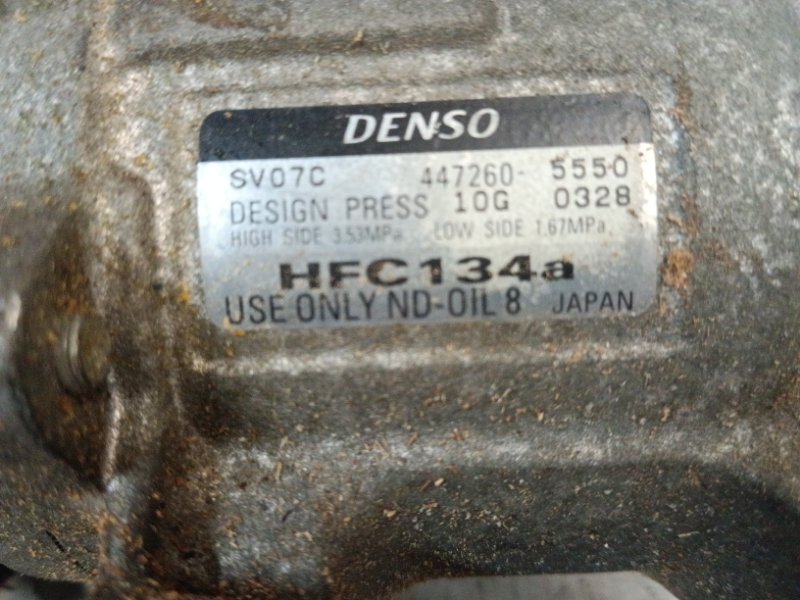 DENSO
SV07C 447260- 5550
DESIGN PRESS 10G 0328
HIGH SIDE 3.53MPa LOW SIDE 1.67MPa
HFC134a
USE ONLY ND-OIL 8 JAPAN